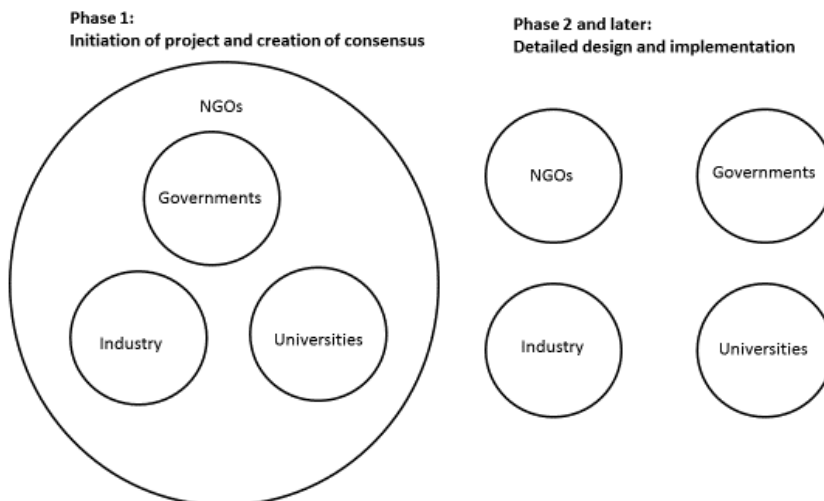 Phase 1:
Initiation of project and creation of consensus
NGOs
Governments
Industry
Universities
Phase 2 and later:
Detailed design and implementation
NGOs
Governments
Industry
Universities